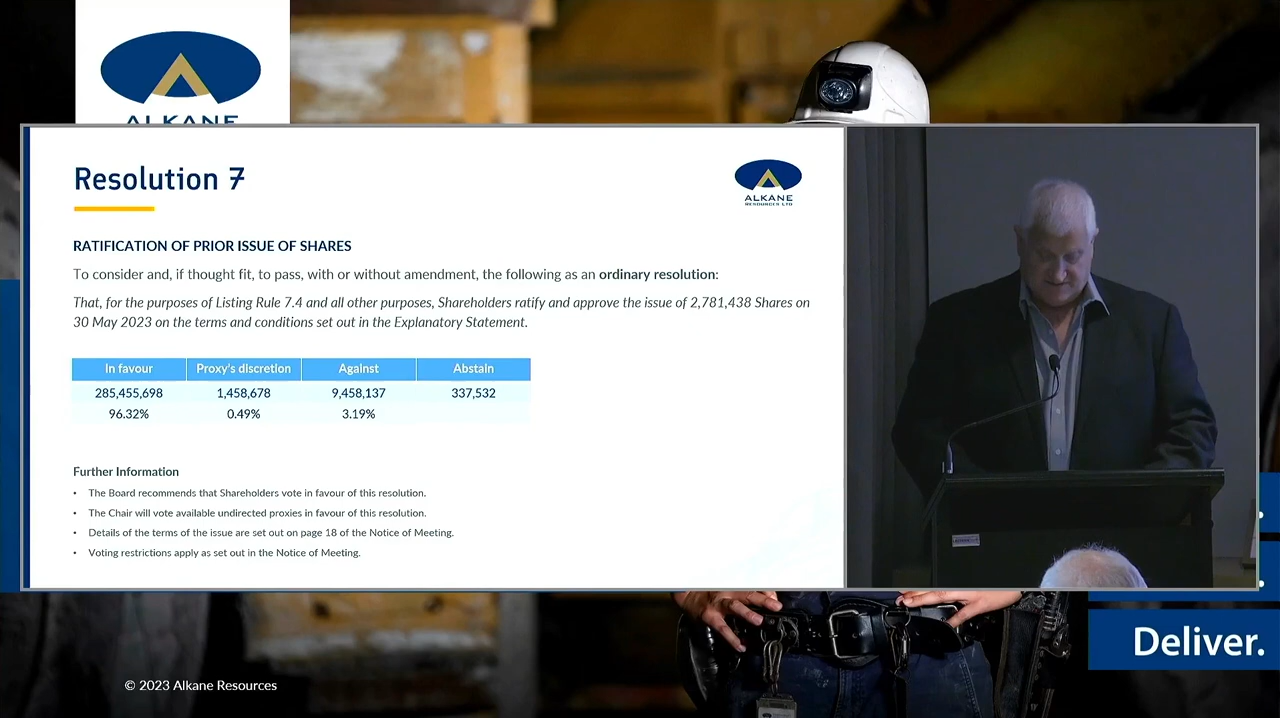 ALKANE
Resolution 7
ALKANE
RESOURCES LTD
RATIFICATION OF PRIOR ISSUE OF SHARES
To consider and, if thought fit, to pass, with or without amendment, the following as an ordinary resolution:
That, for the purposes of Listing Rule 7.4 and all other purposes, Shareholders ratify and approve the issue of 2,781,438 Shares on
30 May 2023 on the terms and conditions set out in the Explanatory Statement.
In favour Proxy's discretion Against Abstain
285,455,698 1,458,678 9,458,137 337,532
96.32% 0.49% 3.19%
Further Information
• The Board recommends that Shareholders vote in favour of this resolution.
• The Chair will vote available undirected proxies in favour of this resolution.
• Details of the terms of the issue are set out on page 18 of the Notice of Meeting.
• Voting restrictions apply as set out in the Notice of Meeting.
Deliver.
© 2023 Alkane Resources